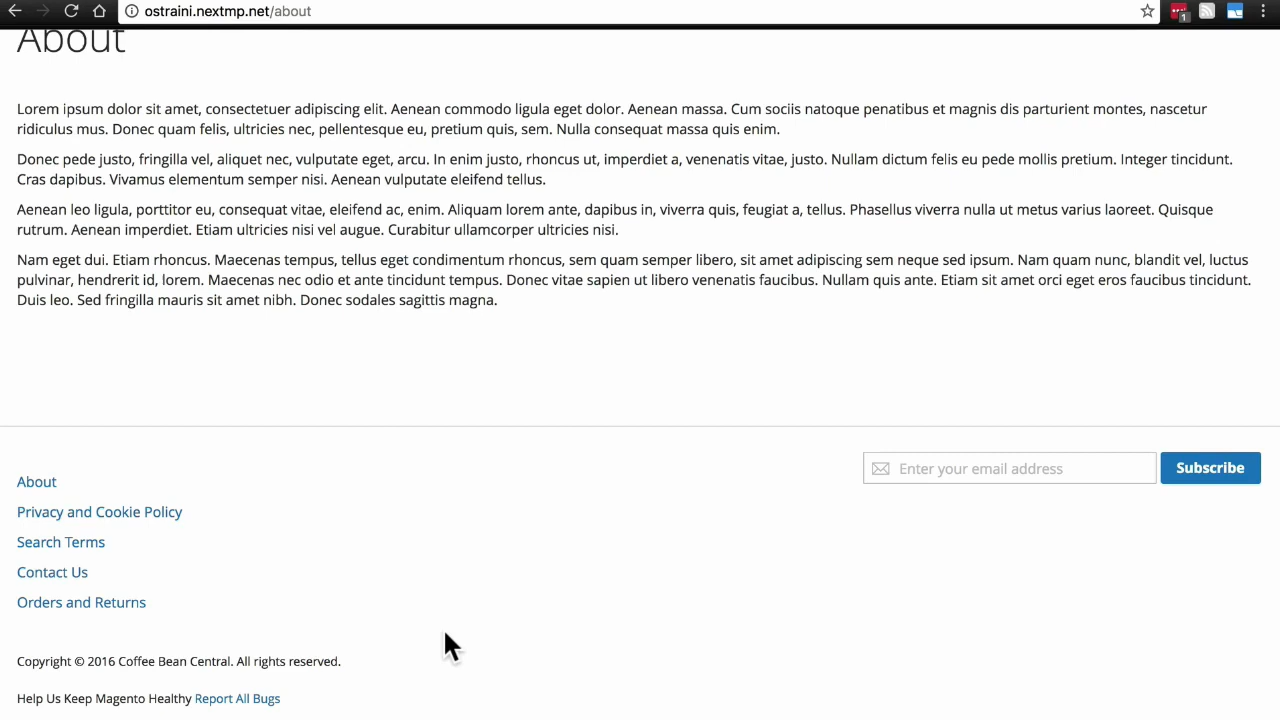 ostraini.nextmp.net/about
1
About
Lorem ipsum dolor sit amet, consectetuer adipiscing elit. Aenean commodo ligula eget dolor. Aenean massa. Cum sociis natoque penatibus et magnis dis parturient montes, nascetur
ridiculus mus. Donec quam felis, ultricies nec, pellentesque eu, pretium quis, sem. Nulla consequat massa quis enim.
Donec pede justo, fringilla vel, aliquet nec, vulputate eget, arcu. In enim justo, rhoncus ut, imperdiet a, venenatis vitae, justo. Nullam dictum felis eu pede mollis pretium. Integer tincidunt.
Cras dapibus. Vivamus elementum semper nisi. Aenean vulputate eleifend tellus.
Aenean leo ligula, porttitor eu, consequat vitae, eleifend ac, enim. Aliquam lorem ante, dapibus in, viverra quis, feugiat a, tellus. Phasellus viverra nulla ut metus varius laoreet. Quisque
rutrum. Aenean imperdiet. Etiam ultricies nisi vel augue. Curabitur ullamcorper ultricies nisi.
Nam eget dui. Etiam rhoncus. Maecenas tempus, tellus eget condimentum rhoncus, sem quam semper libero, sit amet adipiscing sem neque sed ipsum. Nam quam nunc, blandit vel, luctus
pulvinar, hendrerit id, lorem. Maecenas nec odio et ante tincidunt tempus. Donec vitae sapien ut libero venenatis faucibus. Nullam quis ante. Etiam sit amet orci eget eros faucibus tincidunt.
Duis leo. Sed fringilla mauris sit amet nibh. Donec sodales sagittis magna.
Enter your email address
Subscribe
About
Privacy and Cookie Policy
Search Terms
Contact Us
Orders and Returns
Copyright © 2016 Coffee Bean Central. All rights reserved.
Help Us Keep Magento Healthy Report All Bugs